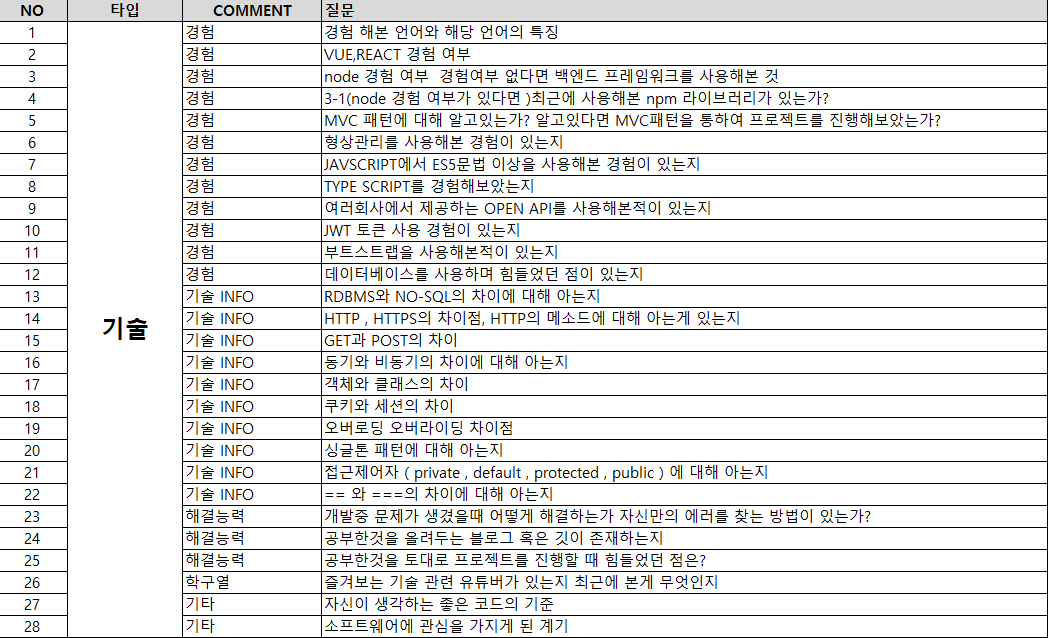 NO 타입 COMMENT 질문
기술
1 경험 경험 해본 언어와 해당 언어의 특징
2 경험 VUE,REACT 경험 여부
3 경험 node 경험 여부  경험여부 없다면 백엔드 프레임워크를 사용해본 것
4 경험 3-1(node 경험 여부가 있다면 )최근에 사용해본 npm 라이브러리가 있는가?
5 경험 MVC 패턴에 대해 알고있는가? 알고있다면 MVC패턴을 통하여 프로젝트를 진행해보았는가?
6 경험 형상관리를 사용해본 경험이 있는지
7 경험 JAVSCRIPT에서 ES5문법 이상을 사용해본 경험이 있는지
8 경험 TYPE SCRIPT를 경험해보았는지
9 경험 여러회사에서 제공하는 OPEN API를 사용해본적이 있는지
10 경험 JWT 토큰 사용 경험이 있는지
11 경험 부트스트랩을 사용해본적이 있는지
12 경험 데이터베이스를 사용하며 힘들었던 점이 있는지
13 기술 INFO RDBMS와 NO-SQL의 차이에 대해 아는지
14 기술 INFO HTTP , HTTPS의 차이점, HTTP의 메소드에 대해 아는게 있는지
15 기술 INFO GET과 POST의 차이
16 기술 INFO 동기와 비동기의 차이에 대해 아는지
17 기술 INFO 객체와 클래스의 차이
18 기술 INFO 쿠키와 세션의 차이
19 기술 INFO 오버로딩 오버라이딩 차이점
20 기술 INFO 싱글톤 패턴에 대해 아는지
21 기술 INFO 접근제어자 ( private , default , protected , public ) 에 대해 아는지
22 기술 INFO == 와 ===의 차이에 대해 아는지
23 해결능력 개발중 문제가 생겼을때 어떻게 해결하는가 자신만의 에러를 찾는 방법이 있는가?
24 해결능력 공부한것을 올려두는 블로그 혹은 깃이 존재하는지
25 해결능력 공부한것을 토대로 프로젝트를 진행할 때 힘들었던 점은?
26 학구열 즐겨보는 기술 관련 유튜버가 있는지 최근에 본게 무엇인지
27 기타 자신이 생각하는 좋은 코드의 기준
28 기타 소프트웨어에 관심을 가지게 된 계기